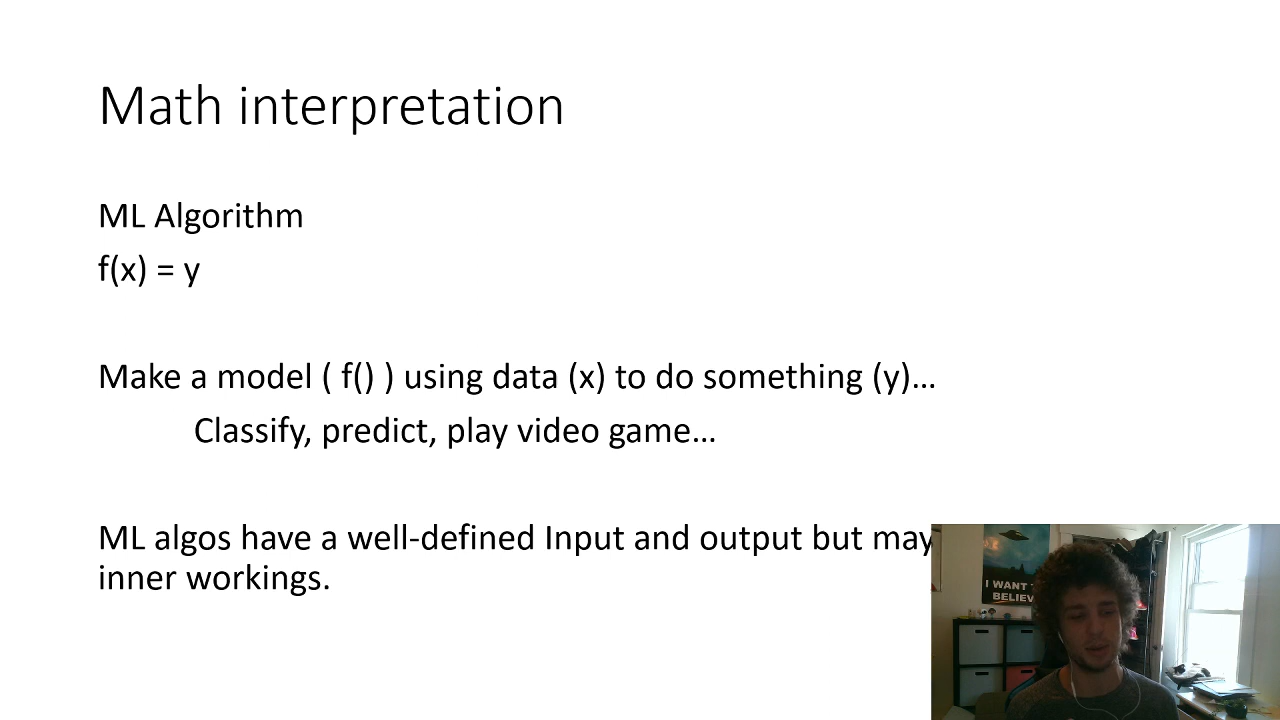 Math interpretation
ML Algorithm
f(x) = y
Make a model ( f() ) using data (x) to do something (y)…
Classify, predict, play video game…
ML algos have a well-defined Input and output but may
inner workings.
I WANT
BELIEV